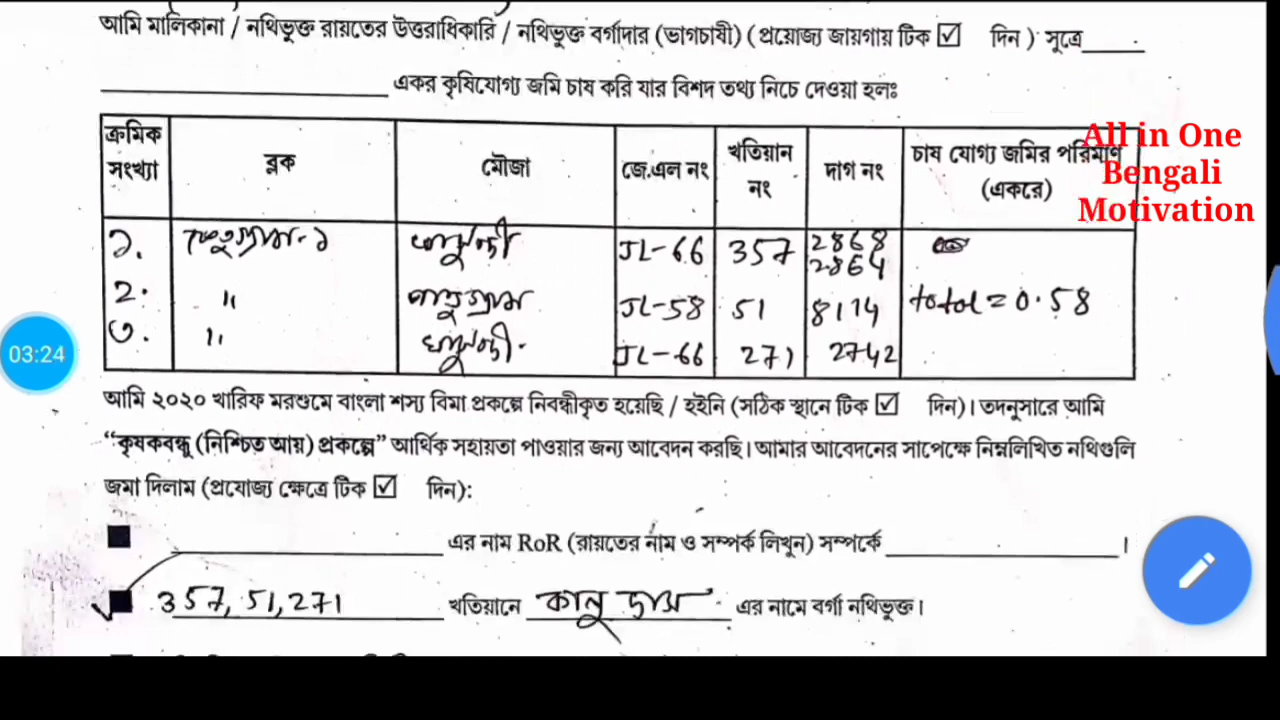 আমি মালিকানা / নথিভুক্ত রায়তের উত্তরাধিকারি / নথিভুক্ত বর্গাদার (ভাগচাষী) (প্রয়োজ্য জায়গায় টিক ☑ দিন ) সূত্রে
একর কৃষিযোগ্য জমি চাষ করি যার বিশদ তথ্য নিচে দেওয়া হলঃ
ক্রমিক সংখ্যা ব্লক মৌজা জে.এল নং খতিয়ান নং দাগ নং চাষ যোগ্য জমির পরিমাণ (একরে)
All in One
Bengali
Motivation
১. JL-66 357 2868 2864
2. " JL-58 51 8114 total = 0.58
৩. " JL-66 271 2742
03:24
আমি ২০২০ খারিফ মরশুমে বাংলা শস্য বিমা প্রকল্পে নিবন্ধীকৃত হয়েছি / হইনি (সঠিক স্থানে টিক ☑ দিন)। তদনুসারে আমি
“কৃষকবন্ধু (নিশ্চিত আয়) প্রকল্পে” আর্থিক সহায়তা পাওয়ার জন্য আবেদন করছি। আমার আবেদনের সাপেক্ষে নিম্নলিখিত নথিগুলি
জমা দিলাম (প্রযোজ্য ক্ষেত্রে টিক ☑ দিন):
এর নাম RoR (রায়তের নাম ও সম্পর্ক লিখুন) সম্পর্কে ।
357, 51, 271 খতিয়ানে কানু দাস এর নামে বর্গা নথিভুক্ত।